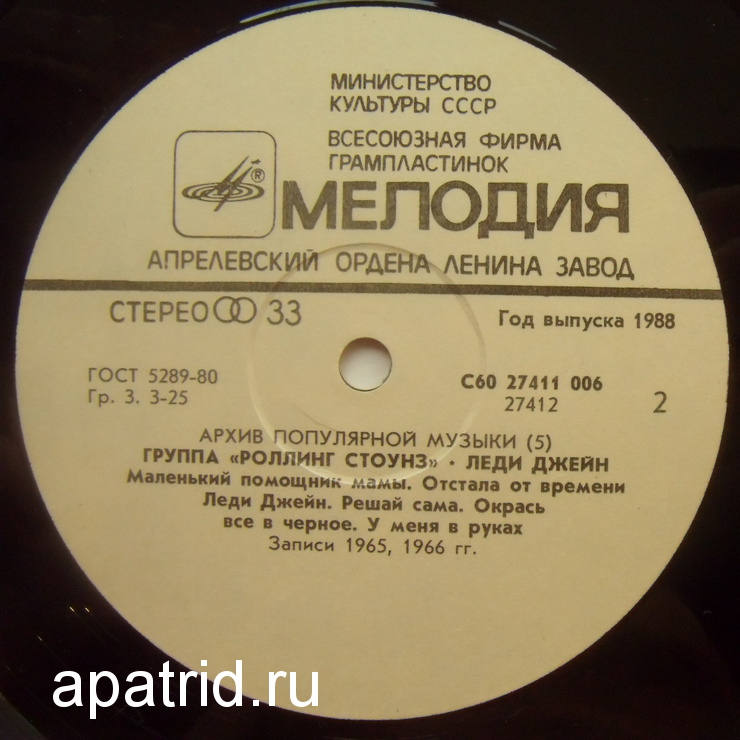 МИНИСТЕРСТВО
КУЛЬТУРЫ СССР
ВСЕСОЮЗНАЯ ФИРМА
ГРАМПЛАСТИНОК
®
МЕЛОДИЯ
АПРЕЛЕВСКИЙ ОРДЕНА ЛЕНИНА ЗАВОД
СТЕРЕО 33
Год выпуска 1988
ГОСТ 5289-80
Гр. 3. 3-25
С60 27411 006
27412
2
АРХИВ ПОПУЛЯРНОЙ МУЗЫКИ (5)
ГРУППА «РОЛЛИНГ СТОУНЗ» · ЛЕДИ ДЖЕЙН
Маленький помощник мамы. Отстала от времени
Леди Джейн. Решай сама. Окрась
все в черное. У меня в руках
Записи 1965, 1966 гг.
apatrid.ru